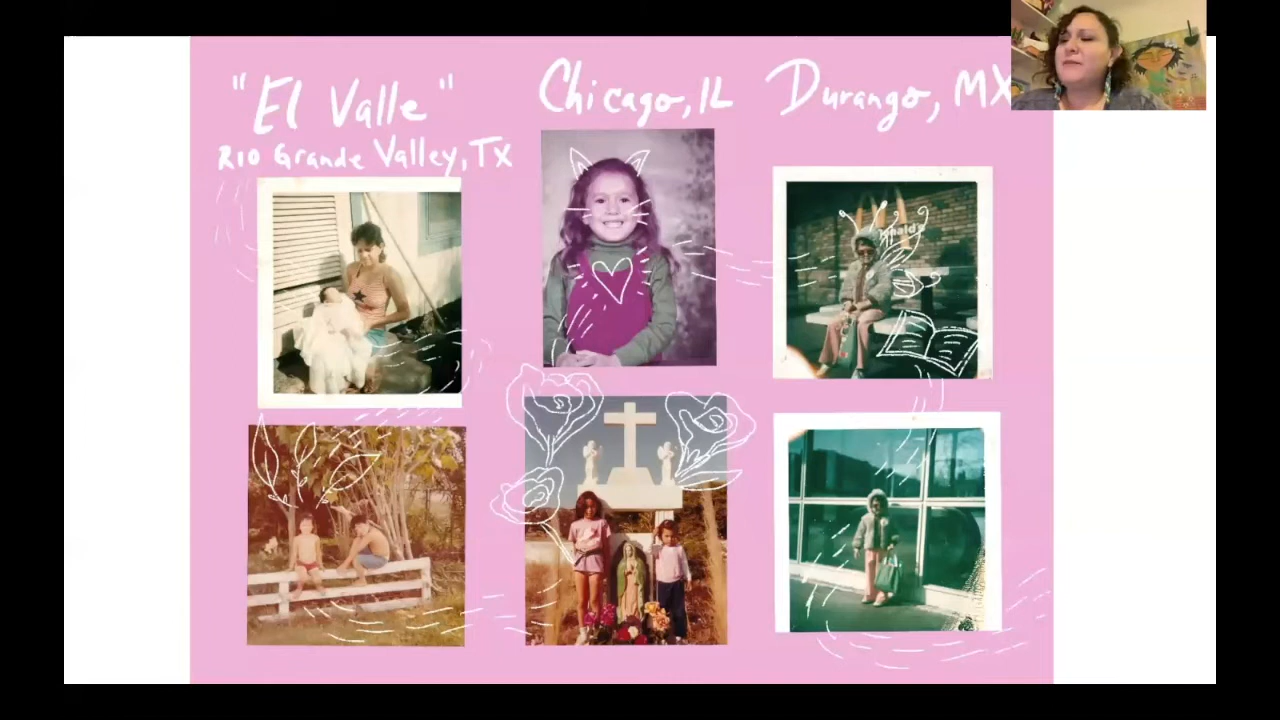 "El Valle"
Rio Grande Valley, TX
Chicago, IL
Durango, MX